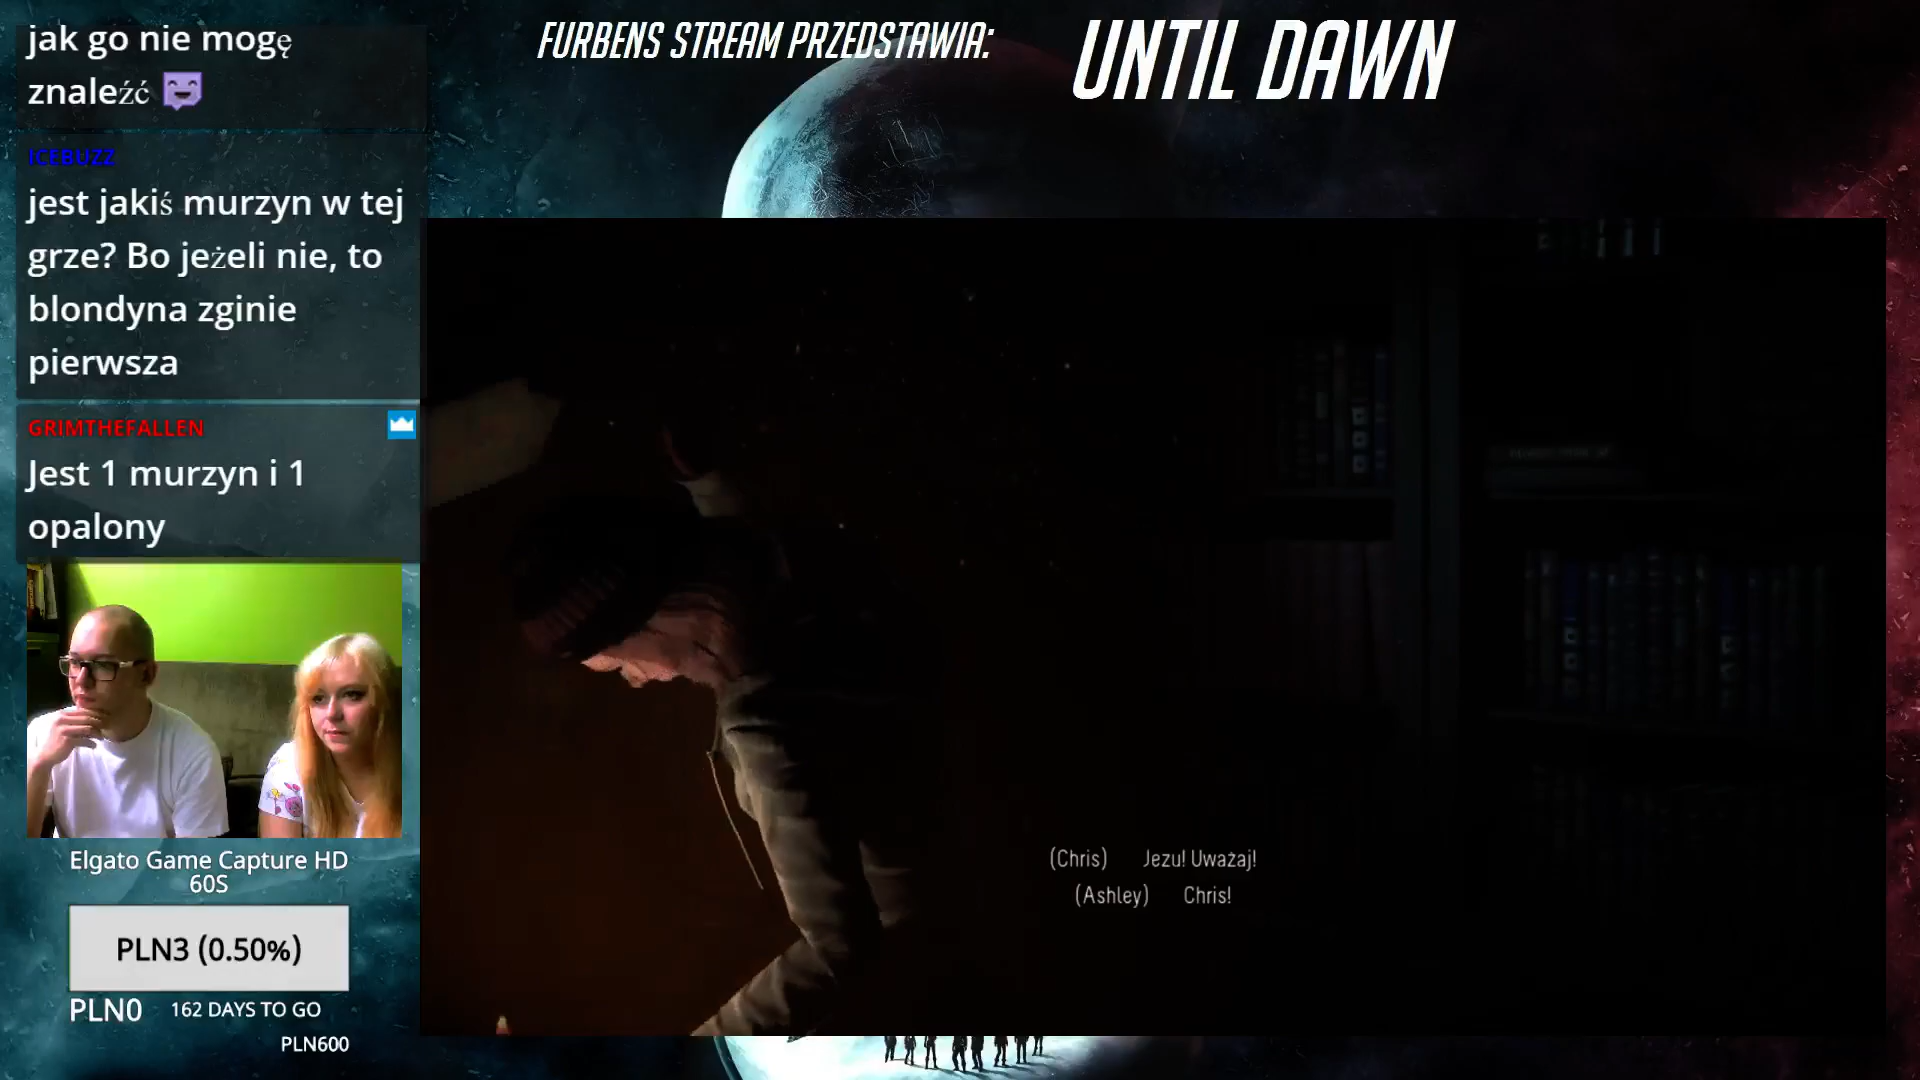 FURBENS STREAM PRZEDSTAWIA:
UNTIL DAWN
jak go nie mogę
znaleźć
ICEBUZZ
jest jakiś murzyn w tej
grze? Bo jeżeli nie, to
blondyna zginie
pierwsza
GRIMTHEFALLEN
Jest 1 murzyn i 1
opalony
(Chris) Jezu! Uważaj!
(Ashley) Chris!
Elgato Game Capture HD
60S
PLN3 (0.50%)
PLN0 162 DAYS TO GO
PLN600